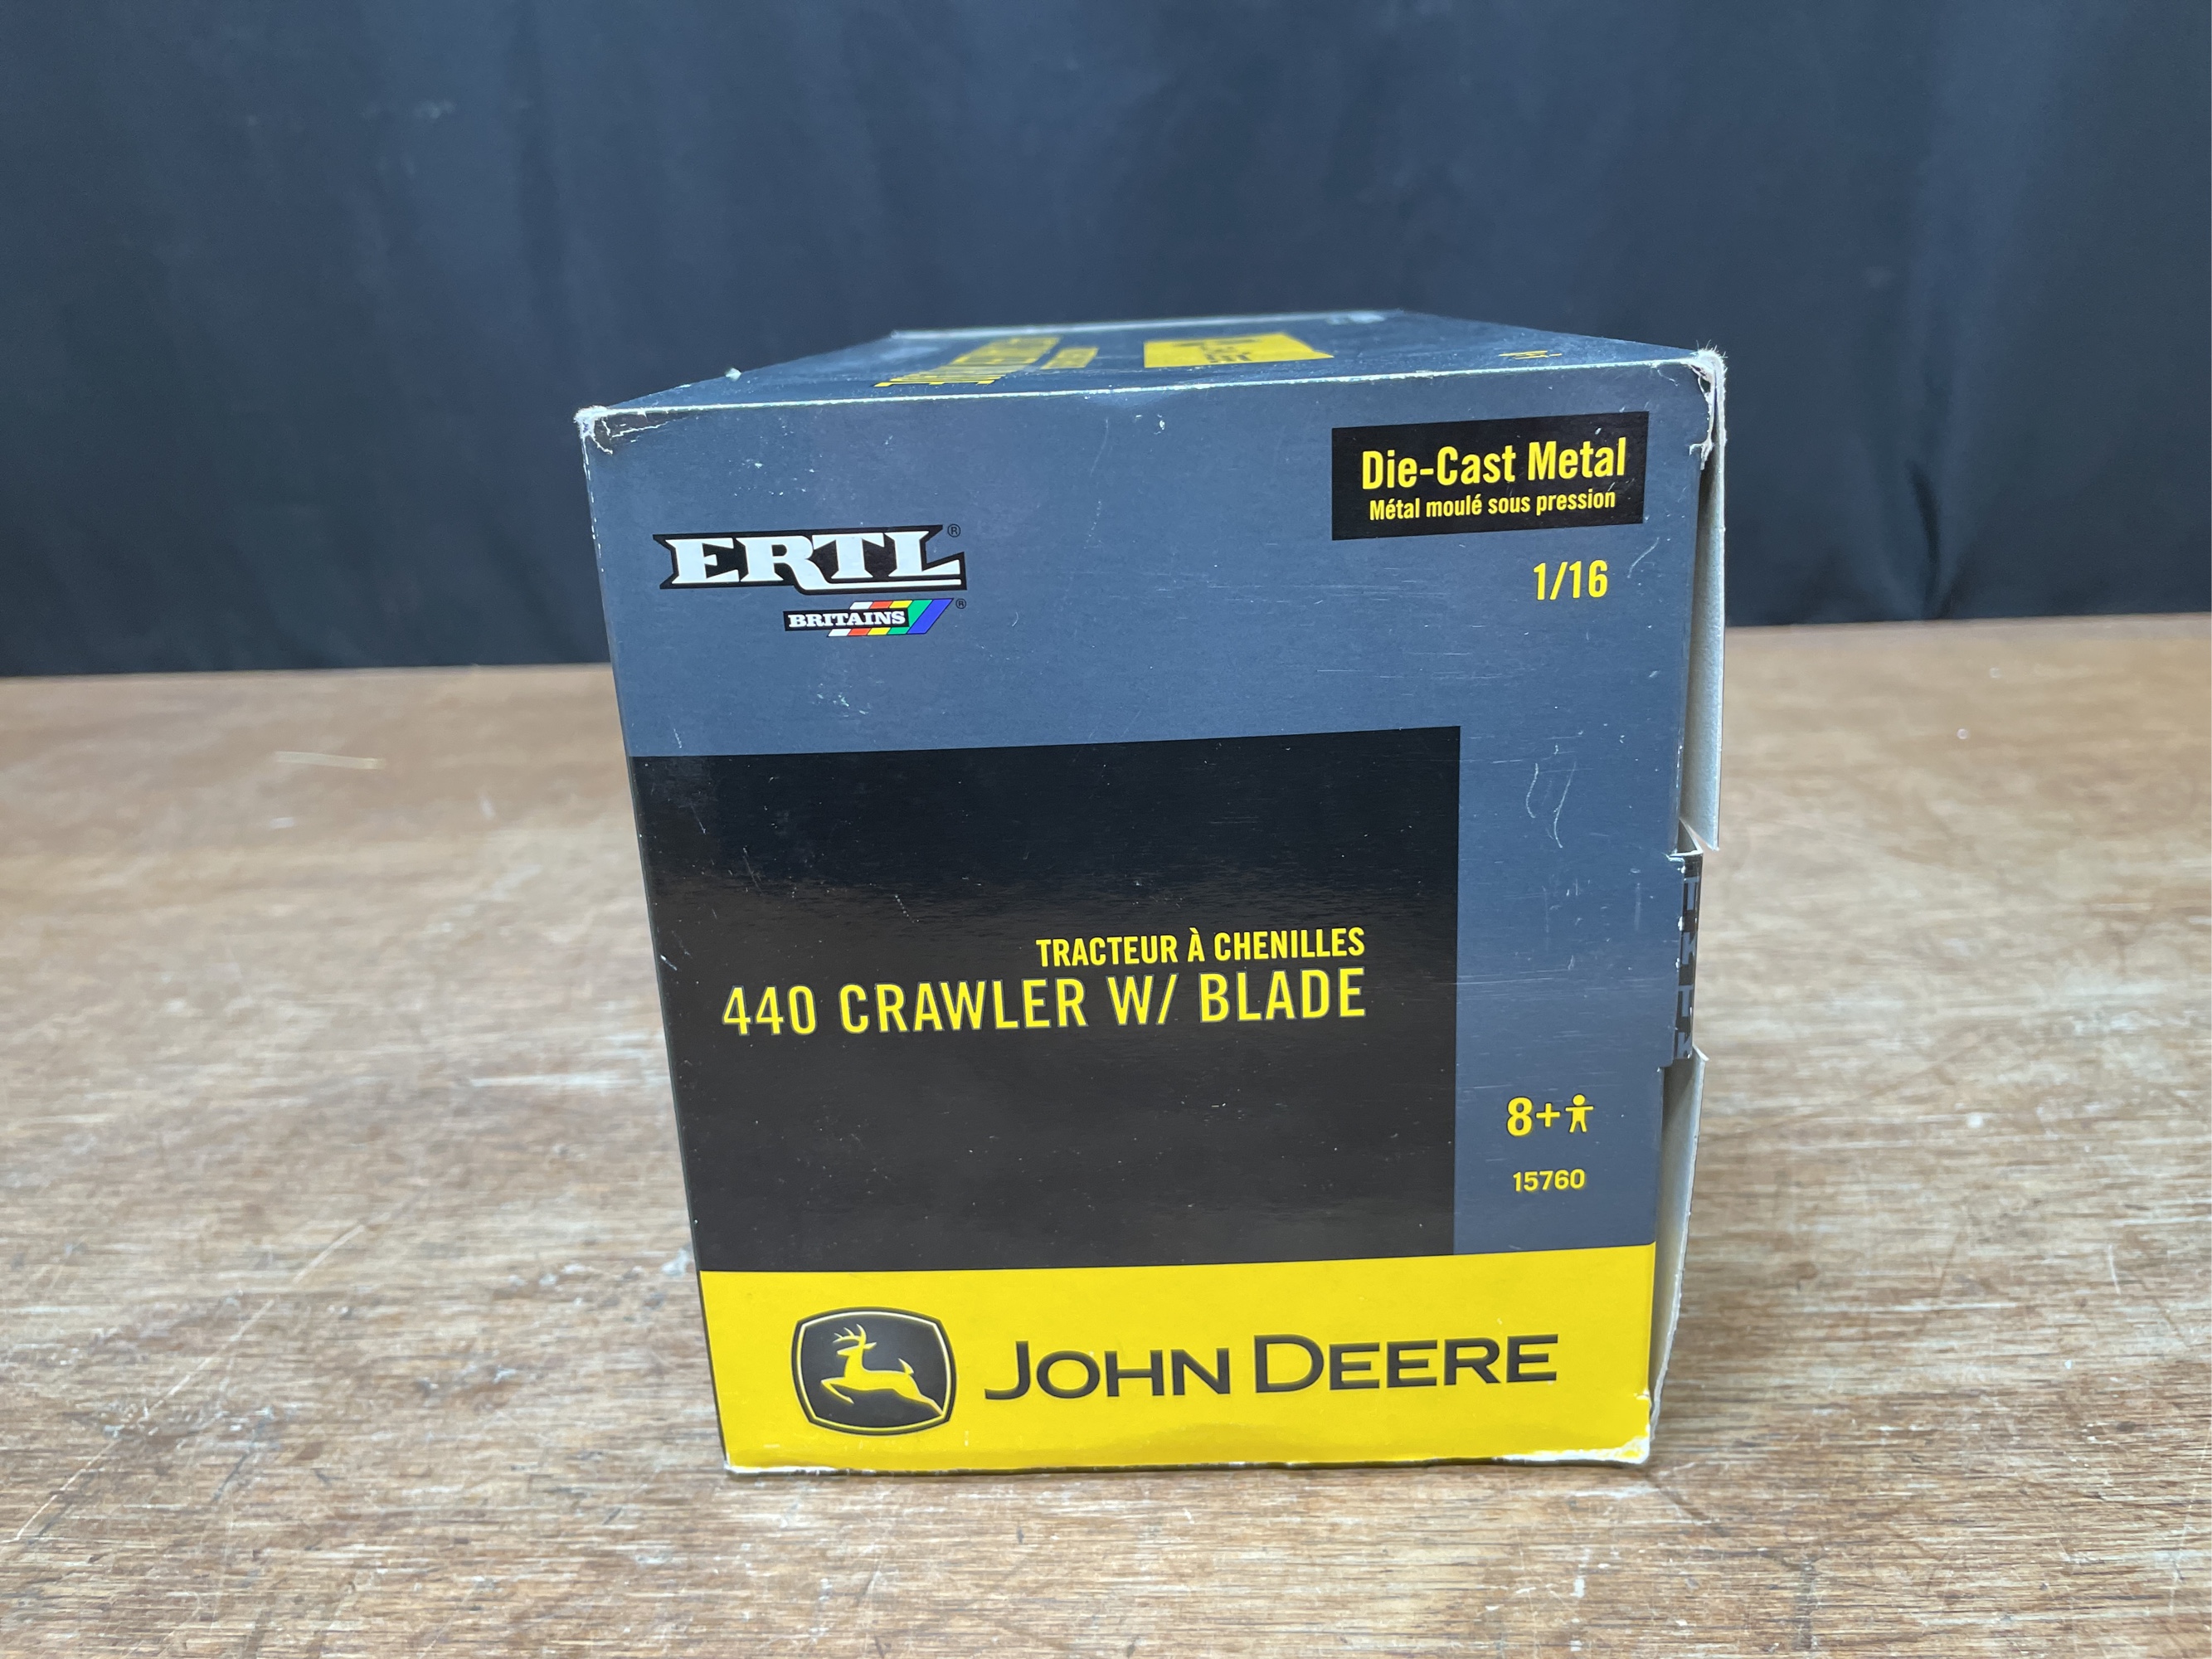 Die-Cast Metal
Métal moulé sous pression
ERTL®
BRITAINS®
1/16
TRACTEUR À CHENILLES
440 CRAWLER W/ BLADE
8+
15760
JOHN DEERE